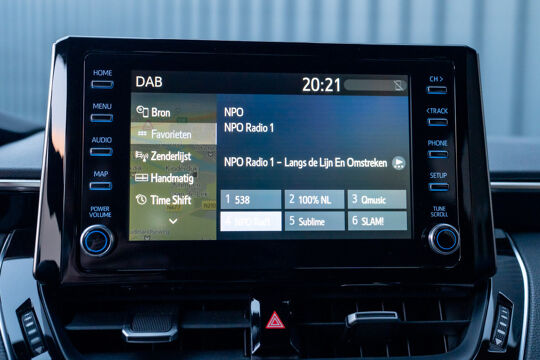 DAB 20:21
HOME
MENU
AUDIO
MAP
POWER
VOLUME
Bron
Favorieten
Zenderlijst
Handmatig
Time Shift
NPO
NPO Radio 1
NPO Radio 1 – Langs de Lijn En Omstreken
1 538 2 100% NL 3 Qmusic
4 5 Sublime 6 SLAM!
CH >
< TRACK
PHONE
SETUP
TUNE
SCROLL